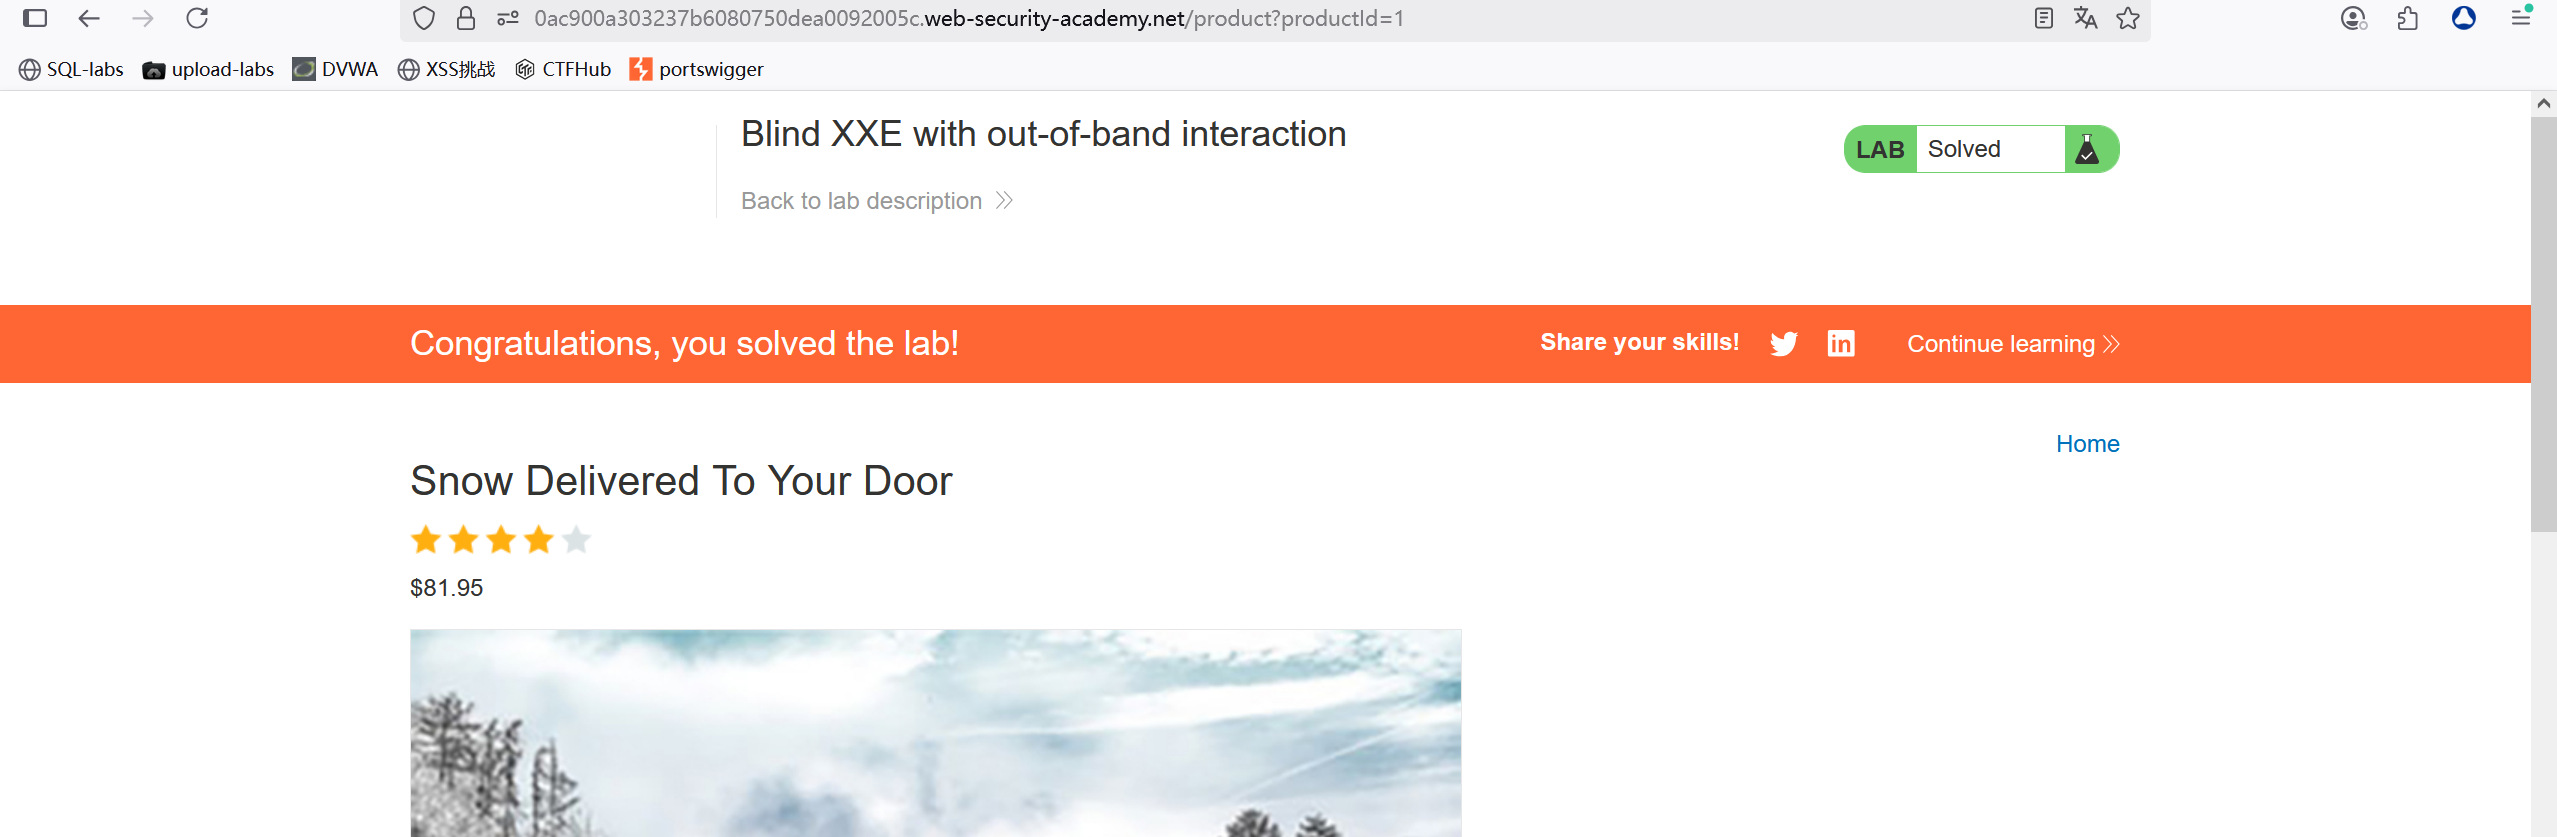 0ac900a303237b6080750dea0092005c.web-security-academy.net/product?productId=1
SQL-labs upload-labs DVWA XSS挑战 CTFHub portswigger
Blind XXE with out-of-band interaction
LAB Solved
Back to lab description
Congratulations, you solved the lab!
Share your skills! in Continue learning
Home
Snow Delivered To Your Door
$81.95